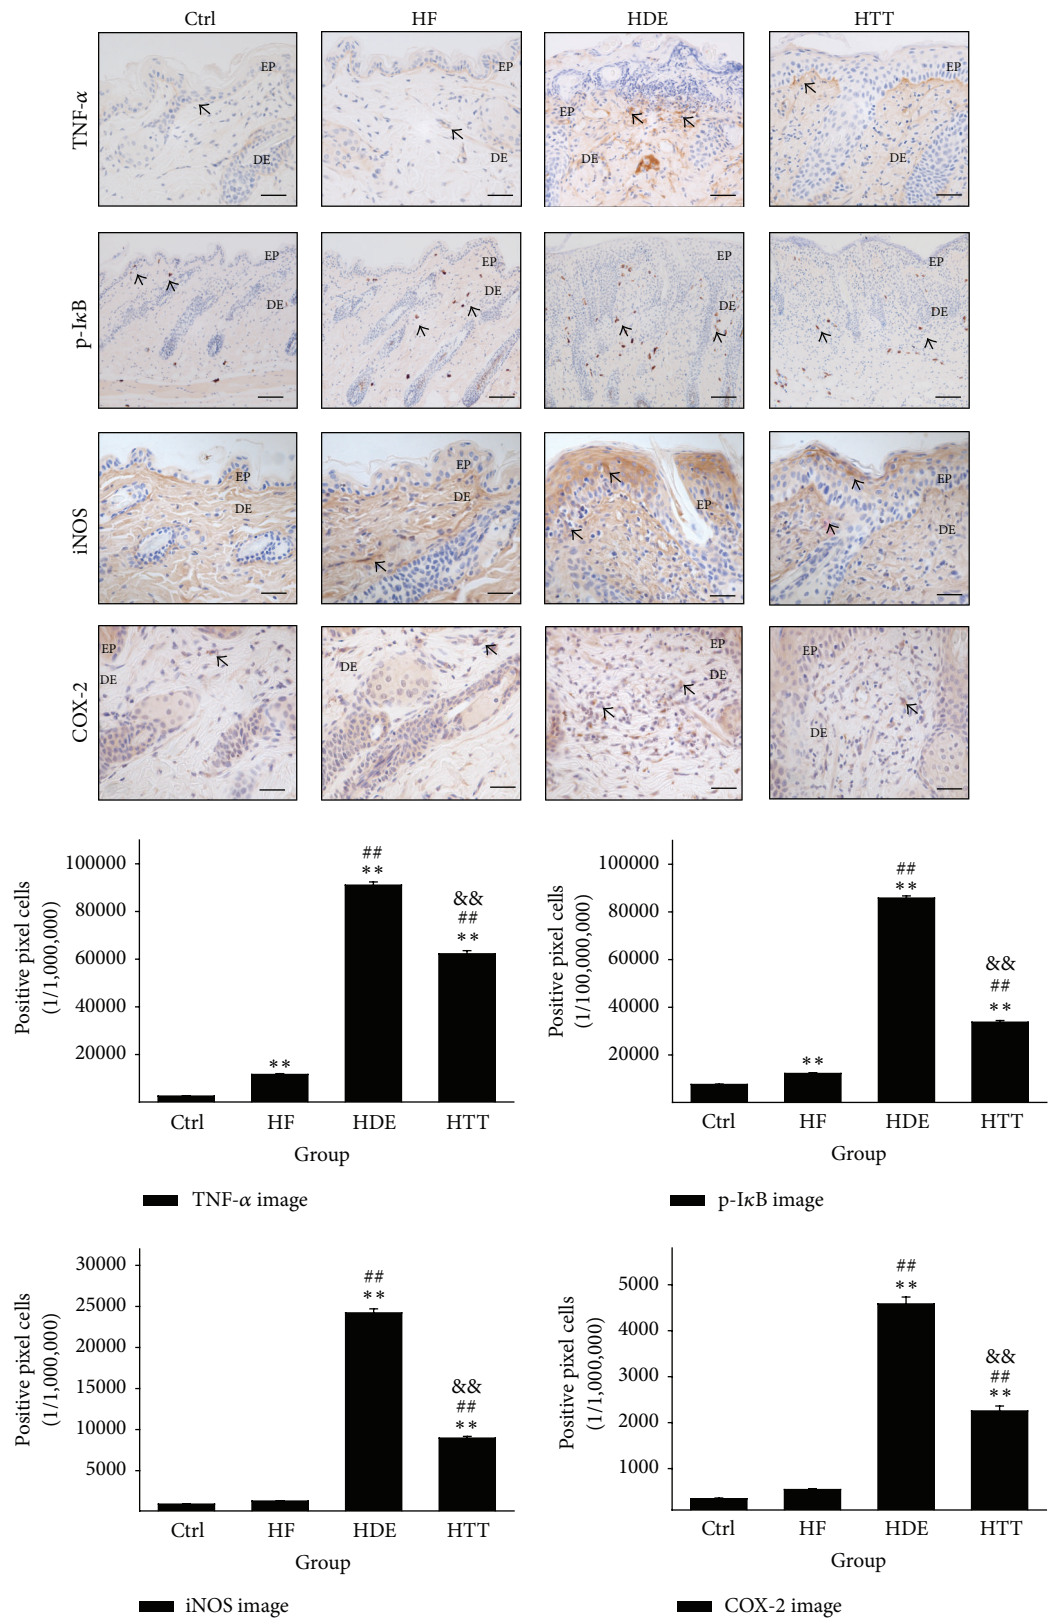 Ctrl HF HDE HTT
TNF-α
EP EP EP EP
DE DE DE DE
p-IκB
EP EP EP
DE DE DE DE
iNOS
EP EP EP EP
DE DE DE
COX-2
EP DE EP EP
DE DE DE
Positive pixel cells
(1/1,000,000)
100000
80000
60000
40000
20000
**
##
**
&&
##
**
Ctrl HF HDE HTT
Group
TNF-α image
Positive pixel cells
(1/100,000,000)
100000
80000
40000
20000
**
##
**
&&
##
**
Ctrl HF HDE HTT
Group
p-IκB image
Positive pixel cells
(1/1,000,000)
30000
25000
20000
15000
10000
5000
##
**
&&
##
**
Ctrl HF HDE HTT
Group
iNOS image
Positive pixel cells
(1/1,000,000)
5000
4000
3000
2000
1000
##
**
&&
##
**
Ctrl HF HDE HTT
Group
COX-2 image